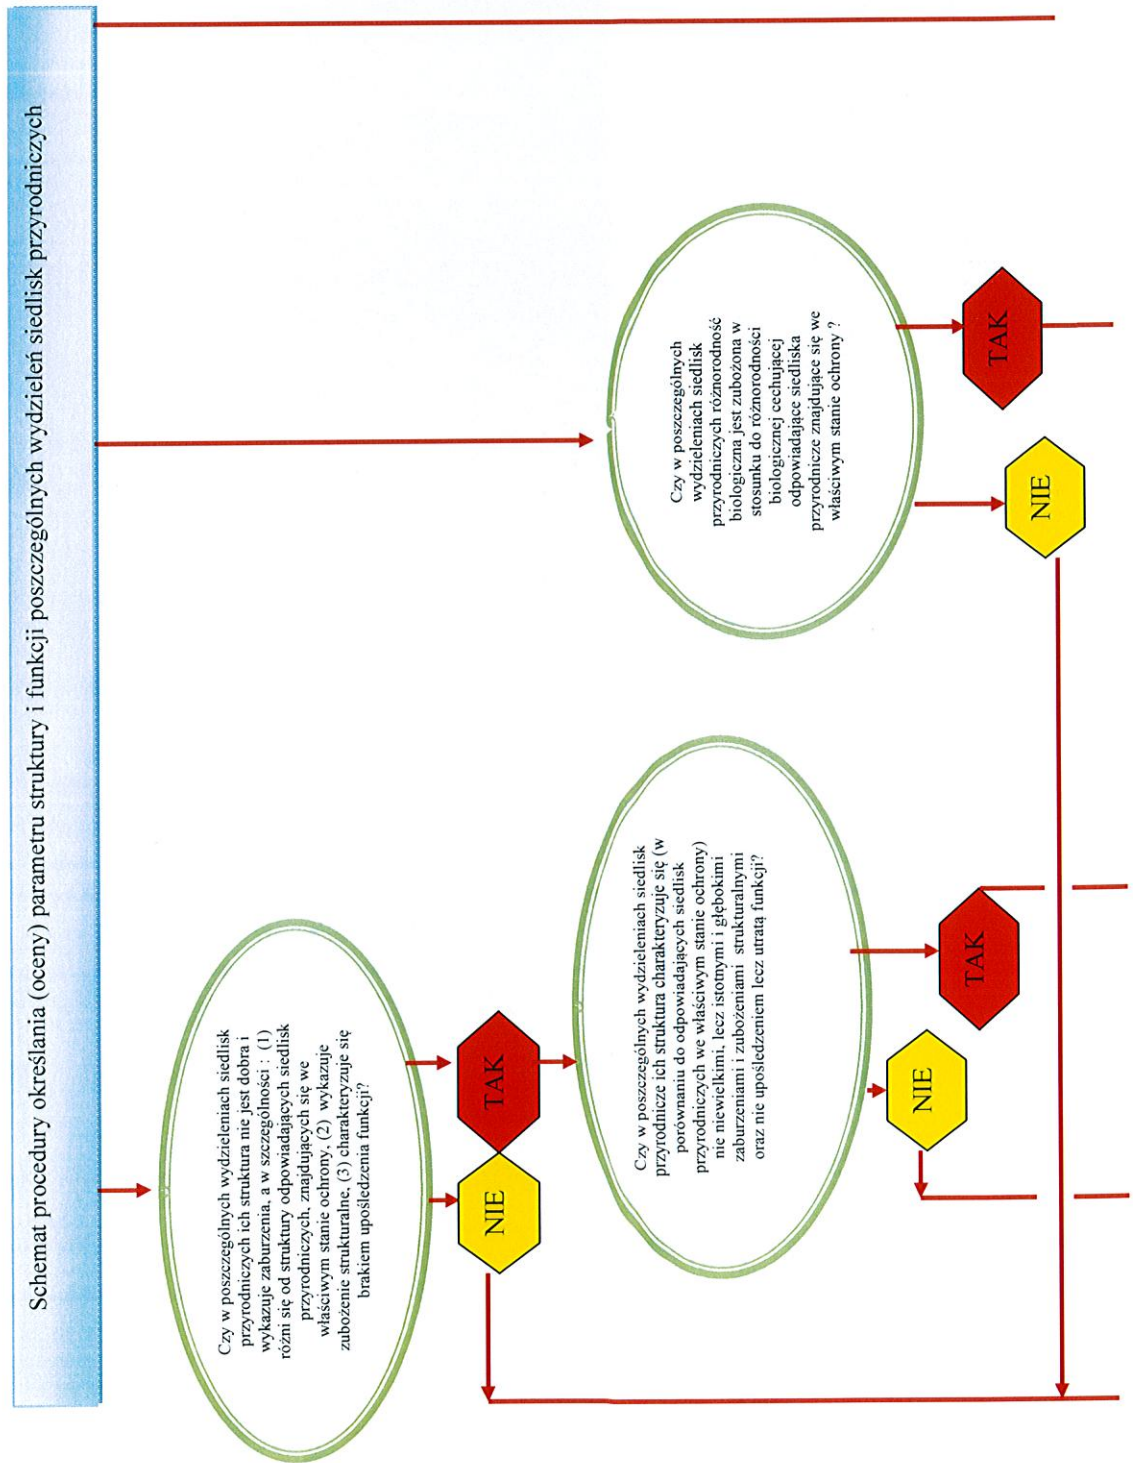 Schemat procedury określania (oceny) parametru struktury i funkcji poszczególnych wydzieleń siedlisk przyrodniczych
Czy w poszczególnych wydzieleniach siedlisk
przyrodniczych ich struktura nie jest dobra i
wykazuje zaburzenia, a w szczególności : (1)
różni się od struktury odpowiadających siedlisk
przyrodniczych, znajdujących się we
właściwym stanie ochrony, (2) wykazuje
zubożenie strukturalne, (3) charakteryzuje się
brakiem upośledzenia funkcji?
NIE
TAK
Czy w poszczególnych wydzieleniach siedlisk
przyrodnicze ich struktura charakteryzuje się (w
porównaniu do odpowiadających siedlisk
przyrodniczych we właściwym stanie ochrony)
nie niewielkimi, lecz istotnymi i głębokimi
zaburzeniami i zubożeniami strukturalnymi
oraz nie upośledzeniem lecz utratą funkcji?
NIE
TAK
Czy w poszczególnych
wydzieleniach siedlisk
przyrodniczych różnorodność
biologiczna jest zubożona w
stosunku do różnorodności
biologicznej cechującej
odpowiadające siedliska
przyrodnicze znajdujące się we
właściwym stanie ochrony ?
NIE
TAK